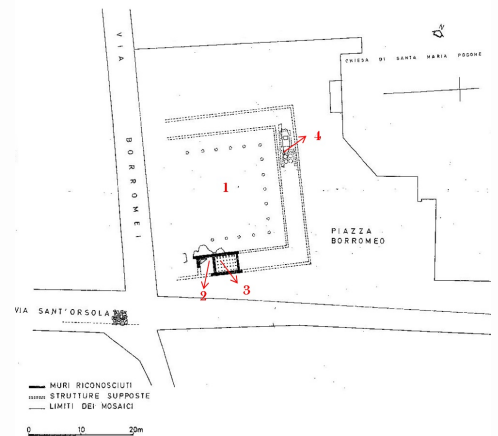 N
CHIESA DI SANTA MARIA PODONE
VIA
BORROMEI
4
1
PIAZZA
BORROMEO
2
3
VIA SANT'ORSOLA
MURI RICONOSCIUTI
STRUTTURE SUPPOSTE
LIMITI DEI MOSAICI
0 10 20m